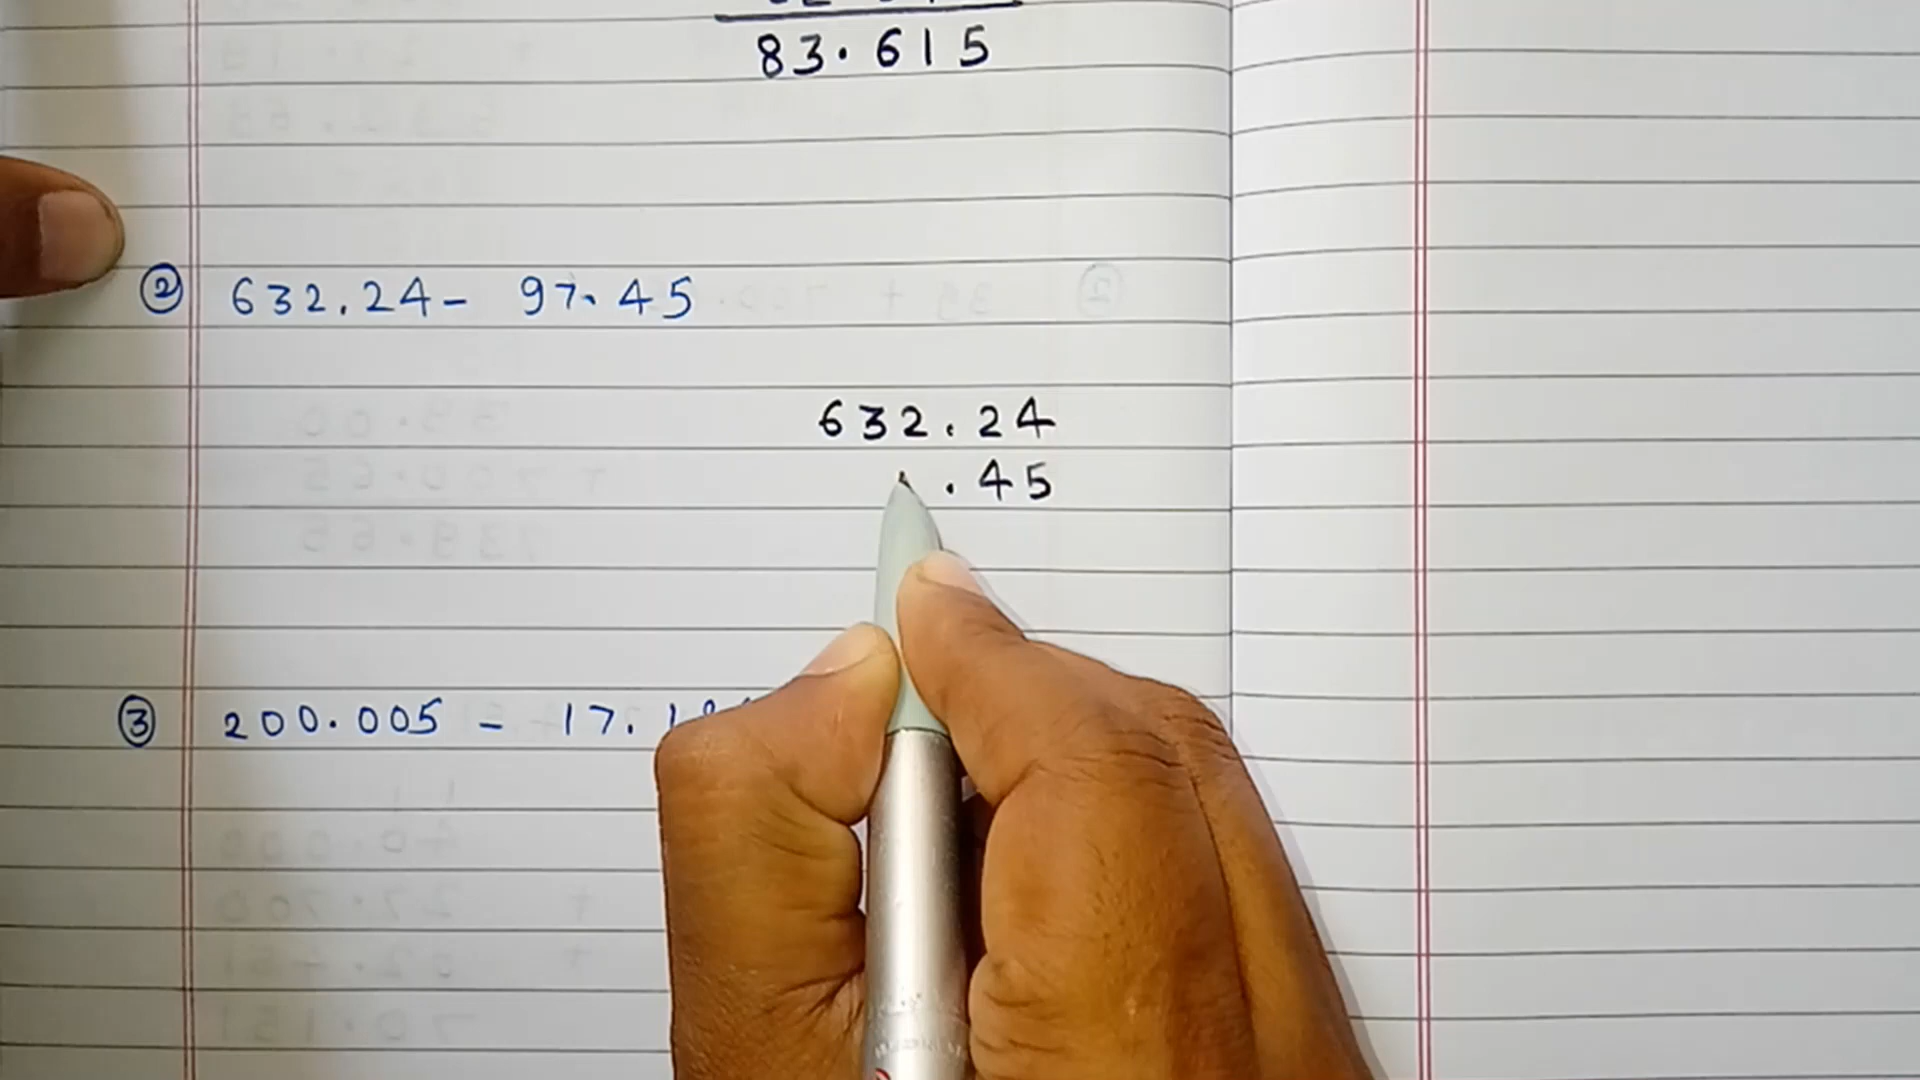 83.615
② 632.24 - 97.45
632.24
.45
③ 200.005 - 17.